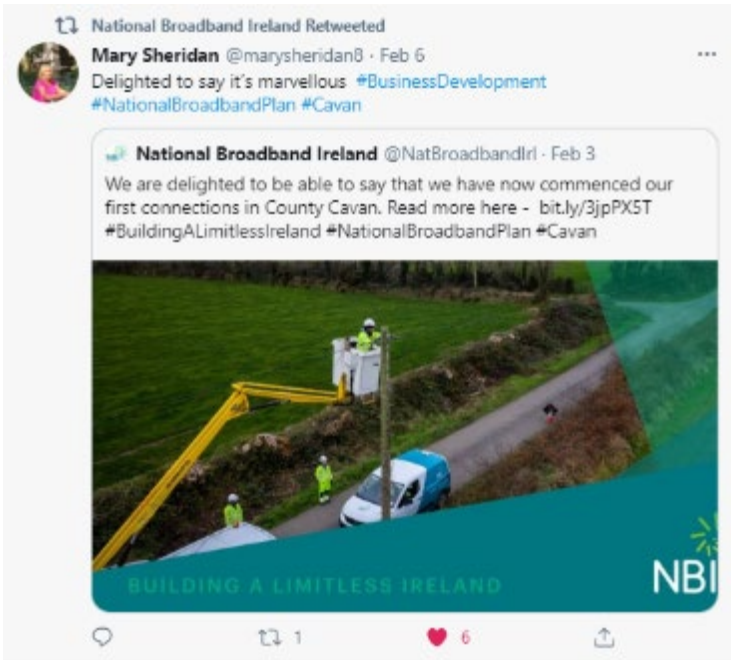 National Broadband Ireland Retweeted
Mary Sheridan @marysheridan8 · Feb 6
Delighted to say it's marvellous #BusinessDevelopment
#NationalBroadbandPlan #Cavan
National Broadband Ireland @NatBroadbandIrl · Feb 3
We are delighted to be able to say that we have now commenced our
first connections in County Cavan. Read more here - bit.ly/3jpPX5T
#BuildingALimitlessIreland #NationalBroadbandPlan #Cavan
BUILDING A LIMITLESS IRELAND
NBI
1 6